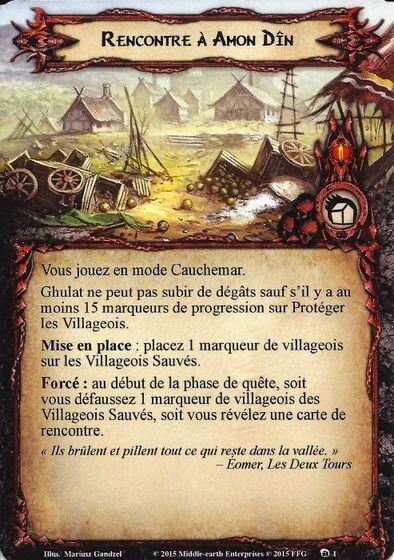 Rencontre à Amon Dîn
Vous jouez en mode Cauchemar.
Ghulat ne peut pas subir de dégâts sauf s'il y a au
moins 15 marqueurs de progression sur Protéger
les Villageois.
Mise en place : placez 1 marqueur de villageois
sur les Villageois Sauvés.
Forcé : au début de la phase de quête, soit
vous défaussez 1 marqueur de villageois des
Villageois Sauvés, soit vous révélez une carte de
rencontre.
« Ils brûlent et pillent tout ce qui reste dans la vallée. »
– Éomer, Les Deux Tours
Illus. Mariusz Gandzel © 2015 Middle-earth Enterprises © 2015 FFG 1